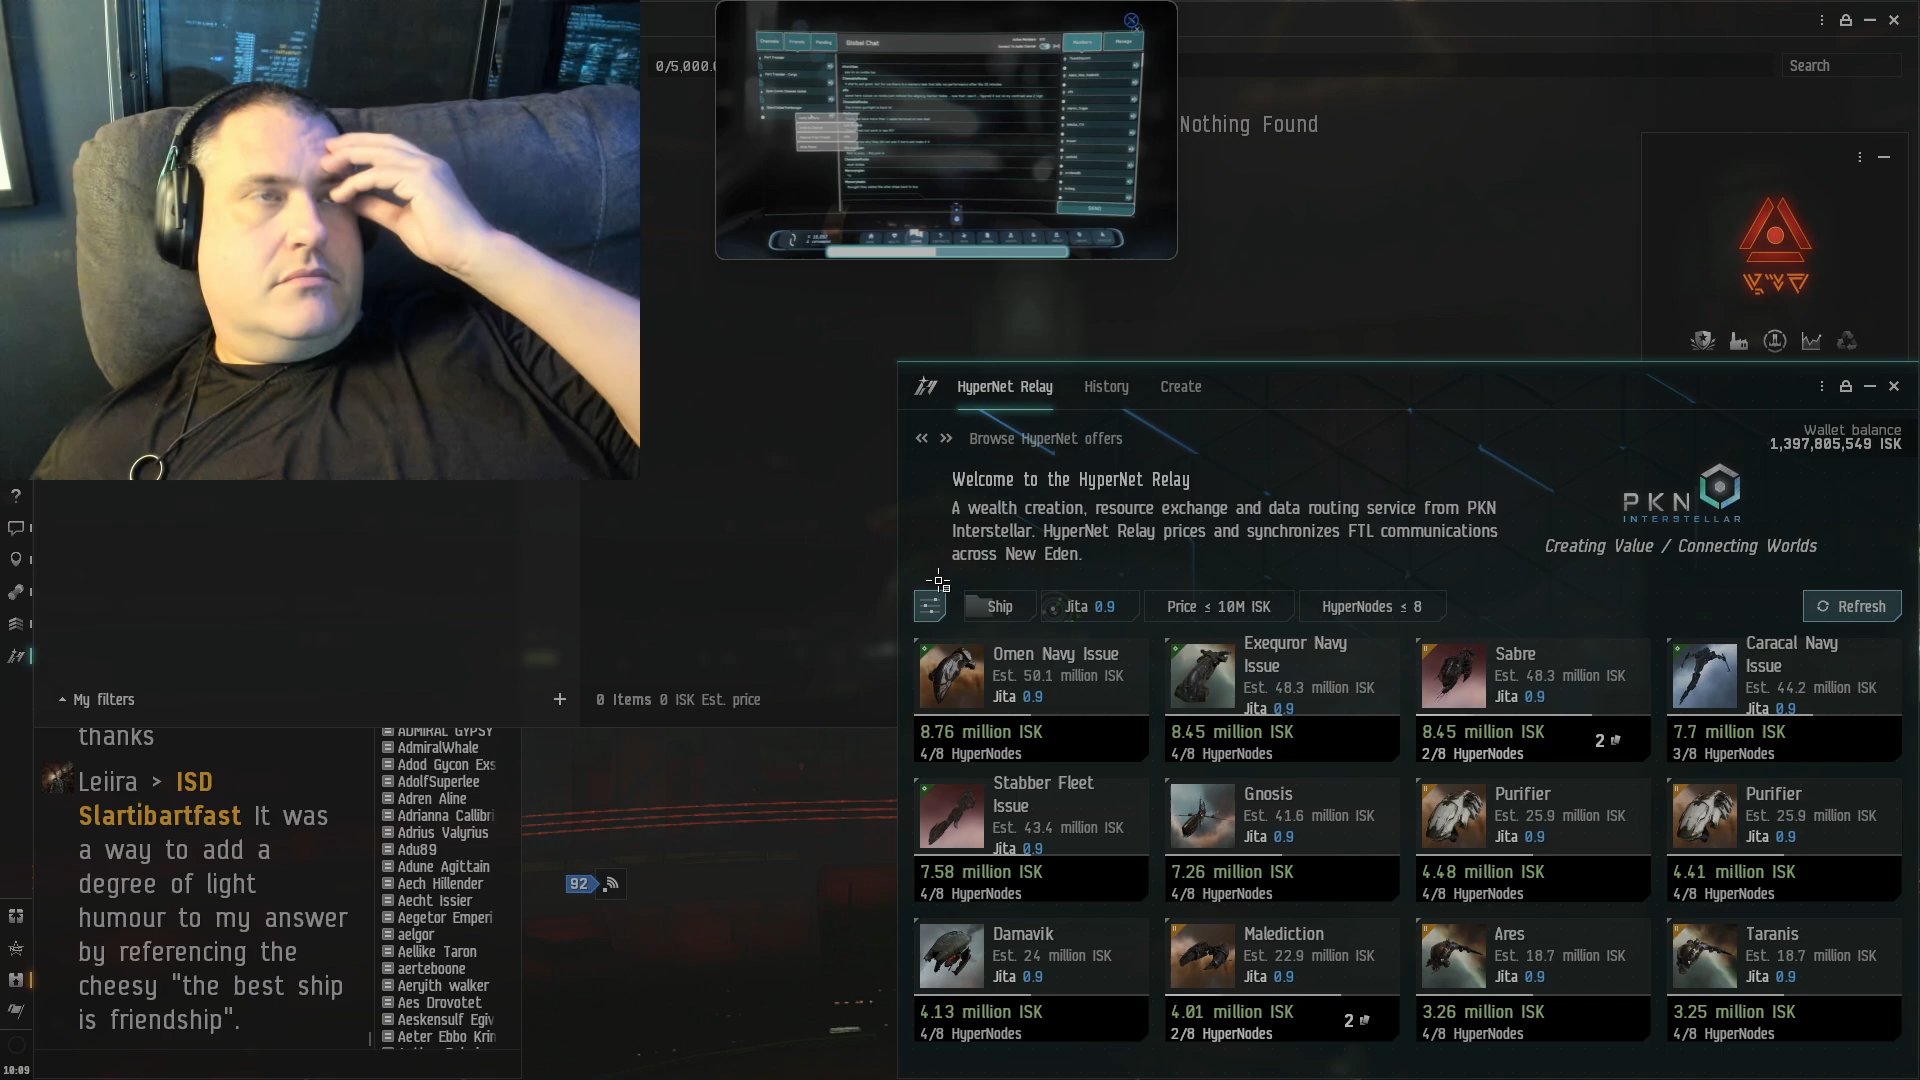 0/5,000.0
Search
Nothing Found
Global Chat
HyperNet Relay
History
Create
Browse HyperNet offers
Wallet balance
1,397,805,549 ISK
Welcome to the HyperNet Relay
A wealth creation, resource exchange and data routing service from PKN
Interstellar. HyperNet Relay prices and synchronizes FTL communications
across New Eden.
PKN
INTERSTELLAR
Creating Value / Connecting Worlds
Ship
Jita 0.9
Price ≤ 10M ISK
HyperNodes ≤ 8
Refresh
Omen Navy Issue
Est. 50.1 million ISK
Jita 0.9
8.76 million ISK
4/8 HyperNodes
Exequror Navy
Issue
Est. 48.3 million ISK
Jita 0.9
8.45 million ISK
4/8 HyperNodes
Sabre
Est. 48.3 million ISK
Jita 0.9
8.45 million ISK
2/8 HyperNodes
2
Caracal Navy
Issue
Est. 44.2 million ISK
Jita 0.9
7.7 million ISK
3/8 HyperNodes
Stabber Fleet
Issue
Est. 43.4 million ISK
Jita 0.9
7.58 million ISK
4/8 HyperNodes
Gnosis
Est. 41.6 million ISK
Jita 0.9
7.26 million ISK
4/8 HyperNodes
Purifier
Est. 25.9 million ISK
Jita 0.9
4.48 million ISK
4/8 HyperNodes
Purifier
Est. 25.9 million ISK
Jita 0.9
4.41 million ISK
4/8 HyperNodes
Damavik
Est. 24 million ISK
Jita 0.9
4.13 million ISK
4/8 HyperNodes
Malediction
Est. 22.9 million ISK
Jita 0.9
4.01 million ISK
2/8 HyperNodes
2
Ares
Est. 18.7 million ISK
Jita 0.9
3.26 million ISK
4/8 HyperNodes
Taranis
Est. 18.7 million ISK
Jita 0.9
3.25 million ISK
4/8 HyperNodes
My filters
0 Items 0 ISK Est. price
thanks
Leiira > ISD
Slartibartfast It was
a way to add a
degree of light
humour to my answer
by referencing the
cheesy "the best ship
is friendship".
ADMIRAL GYPSY
AdmiralWhale
Adod Gycon Exs
AdolfSuperlee
Adren Aline
Adrianna Callibri
Adrius Valyrius
Adu89
Adune Agittain
Aech Hillender
Aecht Issier
Aegetor Emperi
aelgor
Aellike Taron
aerteboone
Aeryith walker
Aes Drovotet
Aeskensulf Egiv
Aeter Ebbo Krin
92
10:09